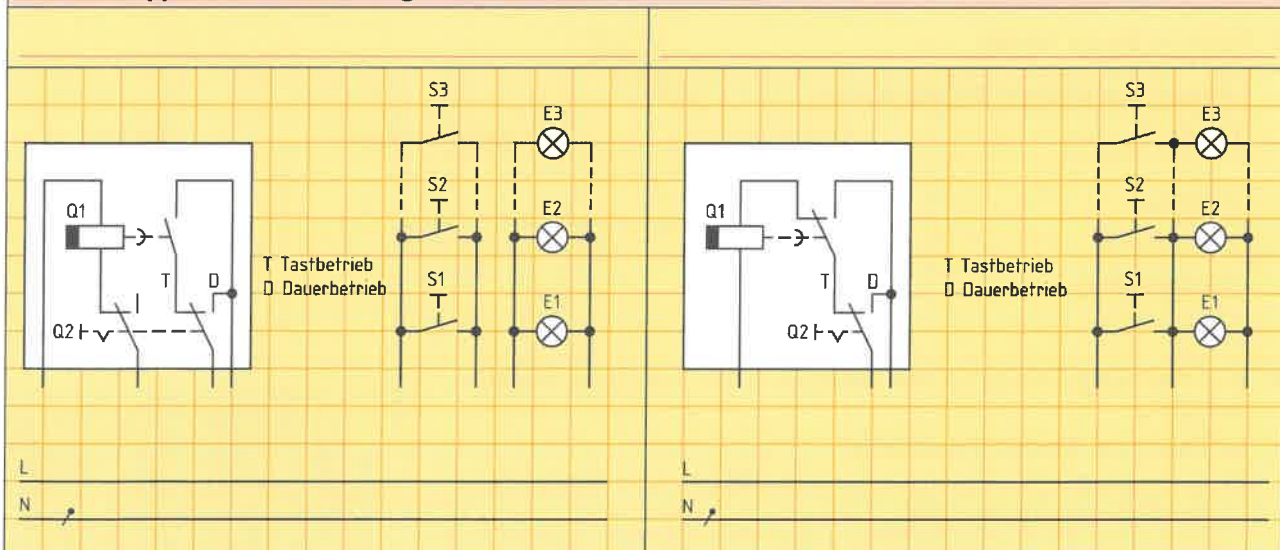 S3
E3
S2
E2
Q1
T
D
T Tastbetrieb
D Dauerbetrieb
S1
E1
Q2
L
N
S3
E3
S2
E2
Q1
T
D
T Tastbetrieb
D Dauerbetrieb
S1
E1
Q2
L
N